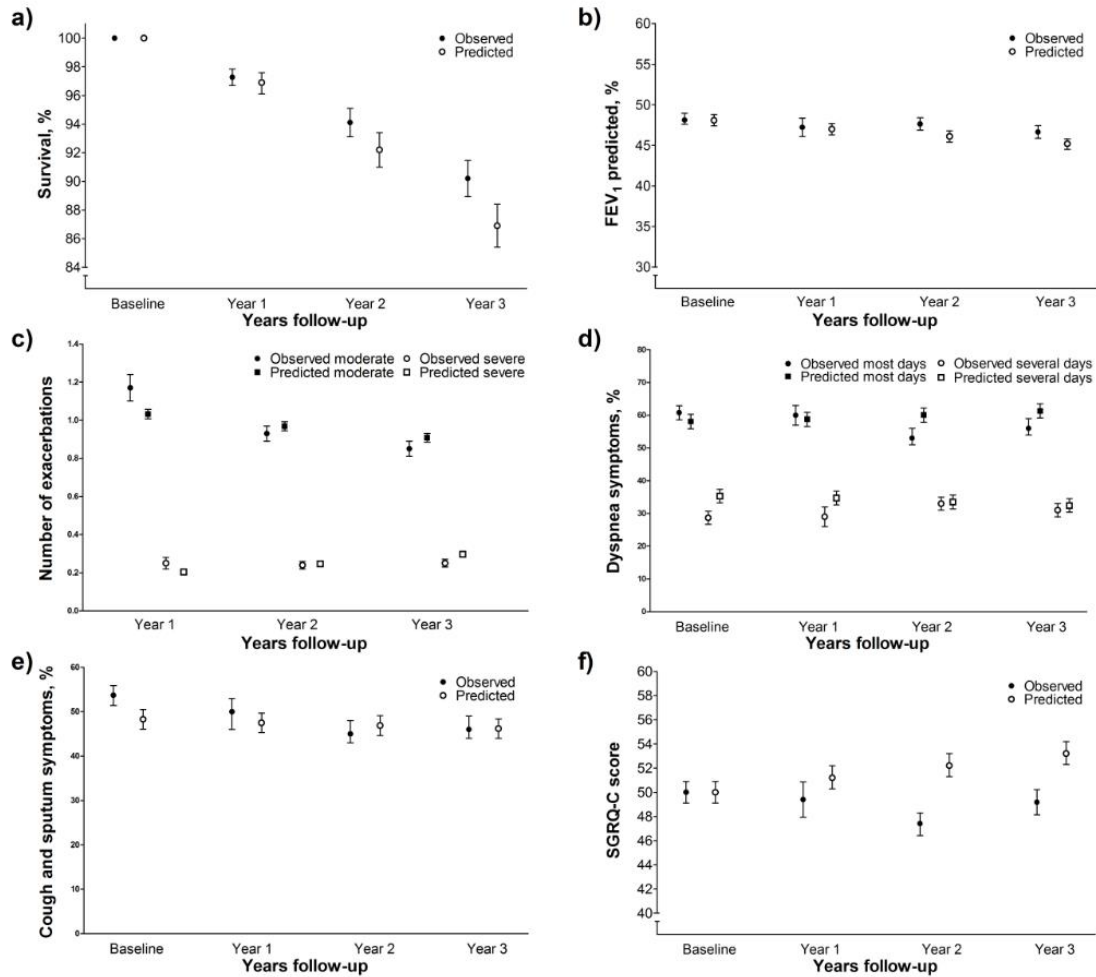 a)
Observed
Predicted
Survival, %
100
98
96
94
92
90
88
86
84
Baseline
Year 1
Year 2
Year 3
Years follow-up
b)
Observed
Predicted
FEV1 predicted, %
60
55
50
45
40
35
30
Baseline
Year 1
Year 2
Year 3
Years follow-up
c)
Observed moderate
Observed severe
Predicted moderate
Predicted severe
Number of exacerbations
1.4
1.2
1.0
0.8
0.6
0.4
0.2
0.0
Year 1
Year 2
Year 3
Years follow-up
d)
Observed most days
Observed several days
Predicted most days
Predicted several days
Dyspnea symptoms, %
80
70
60
50
40
30
20
10
0
Baseline
Year 1
Year 2
Year 3
Years follow-up
e)
Observed
Predicted
Cough and sputum symptoms, %
60
50
40
30
20
10
0
Baseline
Year 1
Year 2
Year 3
Years follow-up
f)
Observed
Predicted
SGRQ-C score
60
58
56
54
52
50
48
46
44
42
40
Baseline
Year 1
Year 2
Year 3
Years follow-up